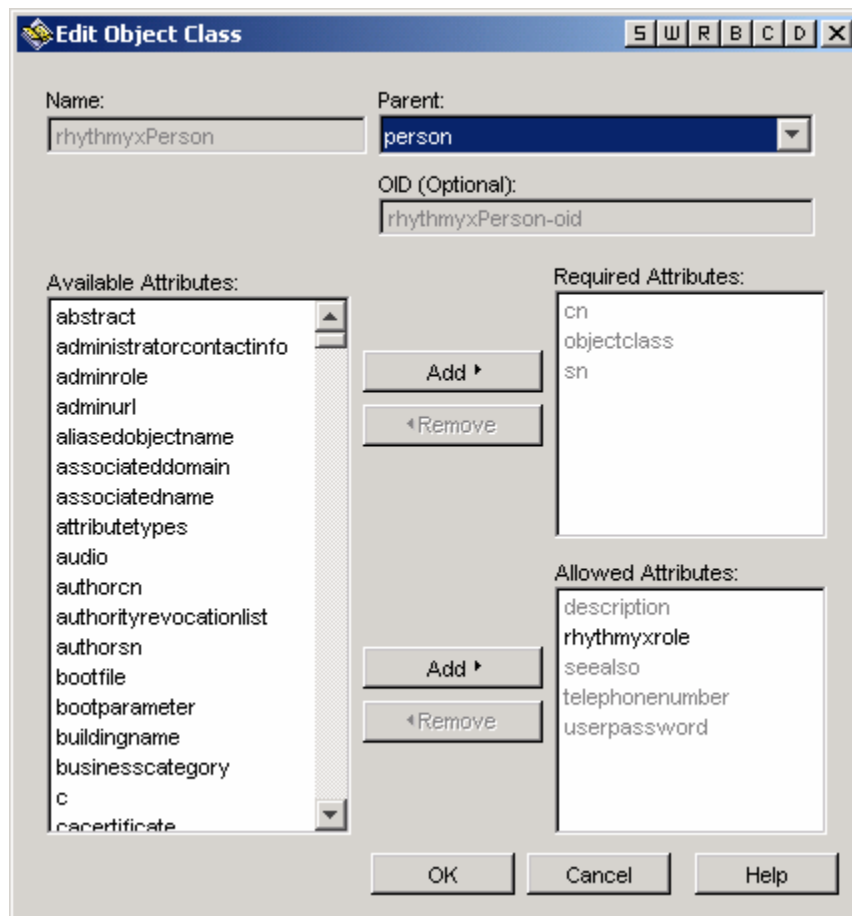 Edit Object Class
S W R B C D
Name:
Parent:
rhythmyxPerson
person
OID (Optional):
rhythmyxPerson-oid
Available Attributes:
abstract
administratorcontactinfo
adminrole
adminurl
aliasedobjectname
associateddomain
associatedname
attributetypes
audio
authorcn
authorityrevocationlist
authorsn
bootfile
bootparameter
buildingname
businesscategory
c
cacertificate
Add
Remove
Required Attributes:
cn
objectclass
sn
Add
Remove
Allowed Attributes:
description
rhythmyxrole
seealso
telephonenumber
userpassword
OK
Cancel
Help